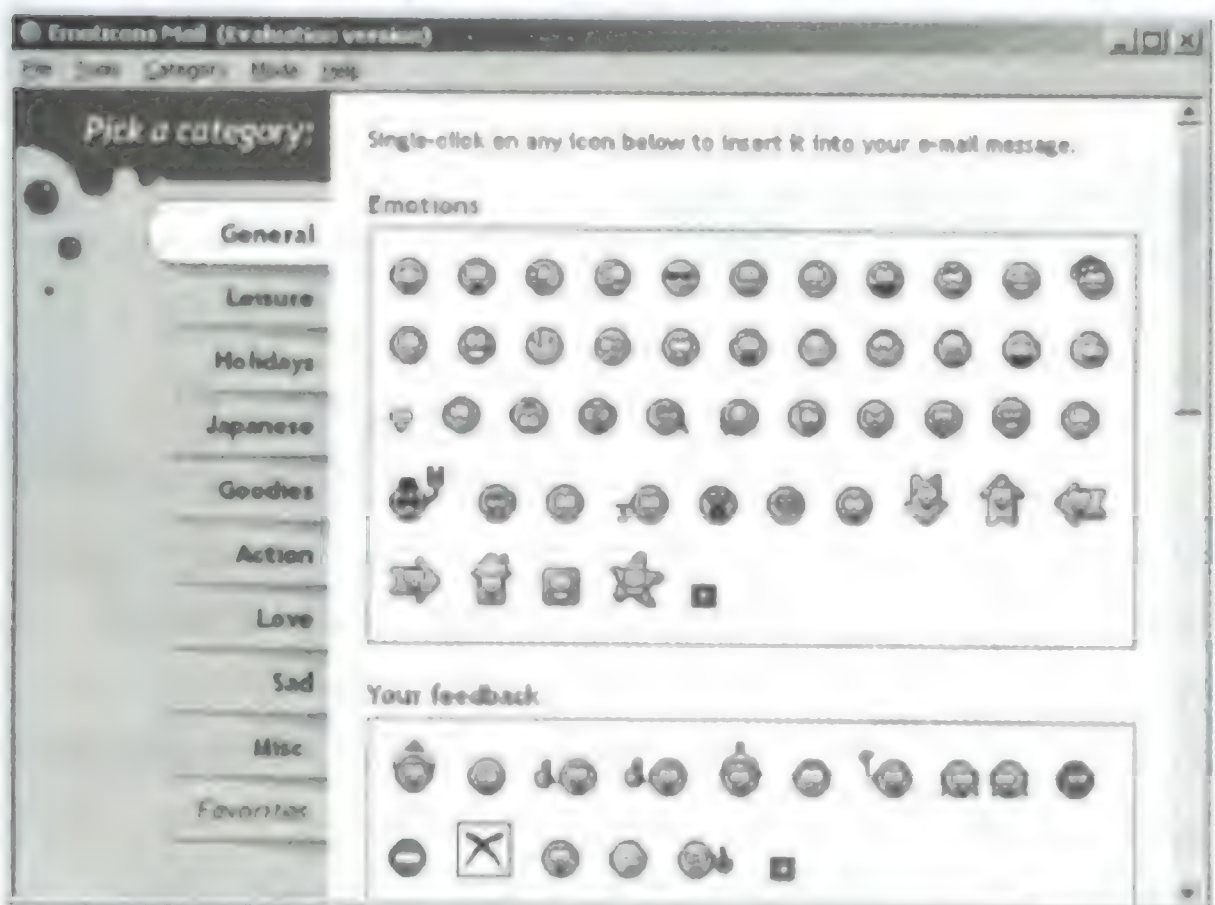 Emoticons Mail (Evaluation version)
File Tools Category Mode Help
Pick a category:
General
Leisure
Holidays
Japanese
Goodies
Action
Love
Sad
Misc
Favorites
Single-click on any icon below to insert it into your e-mail message.
Emotions
Your feedback